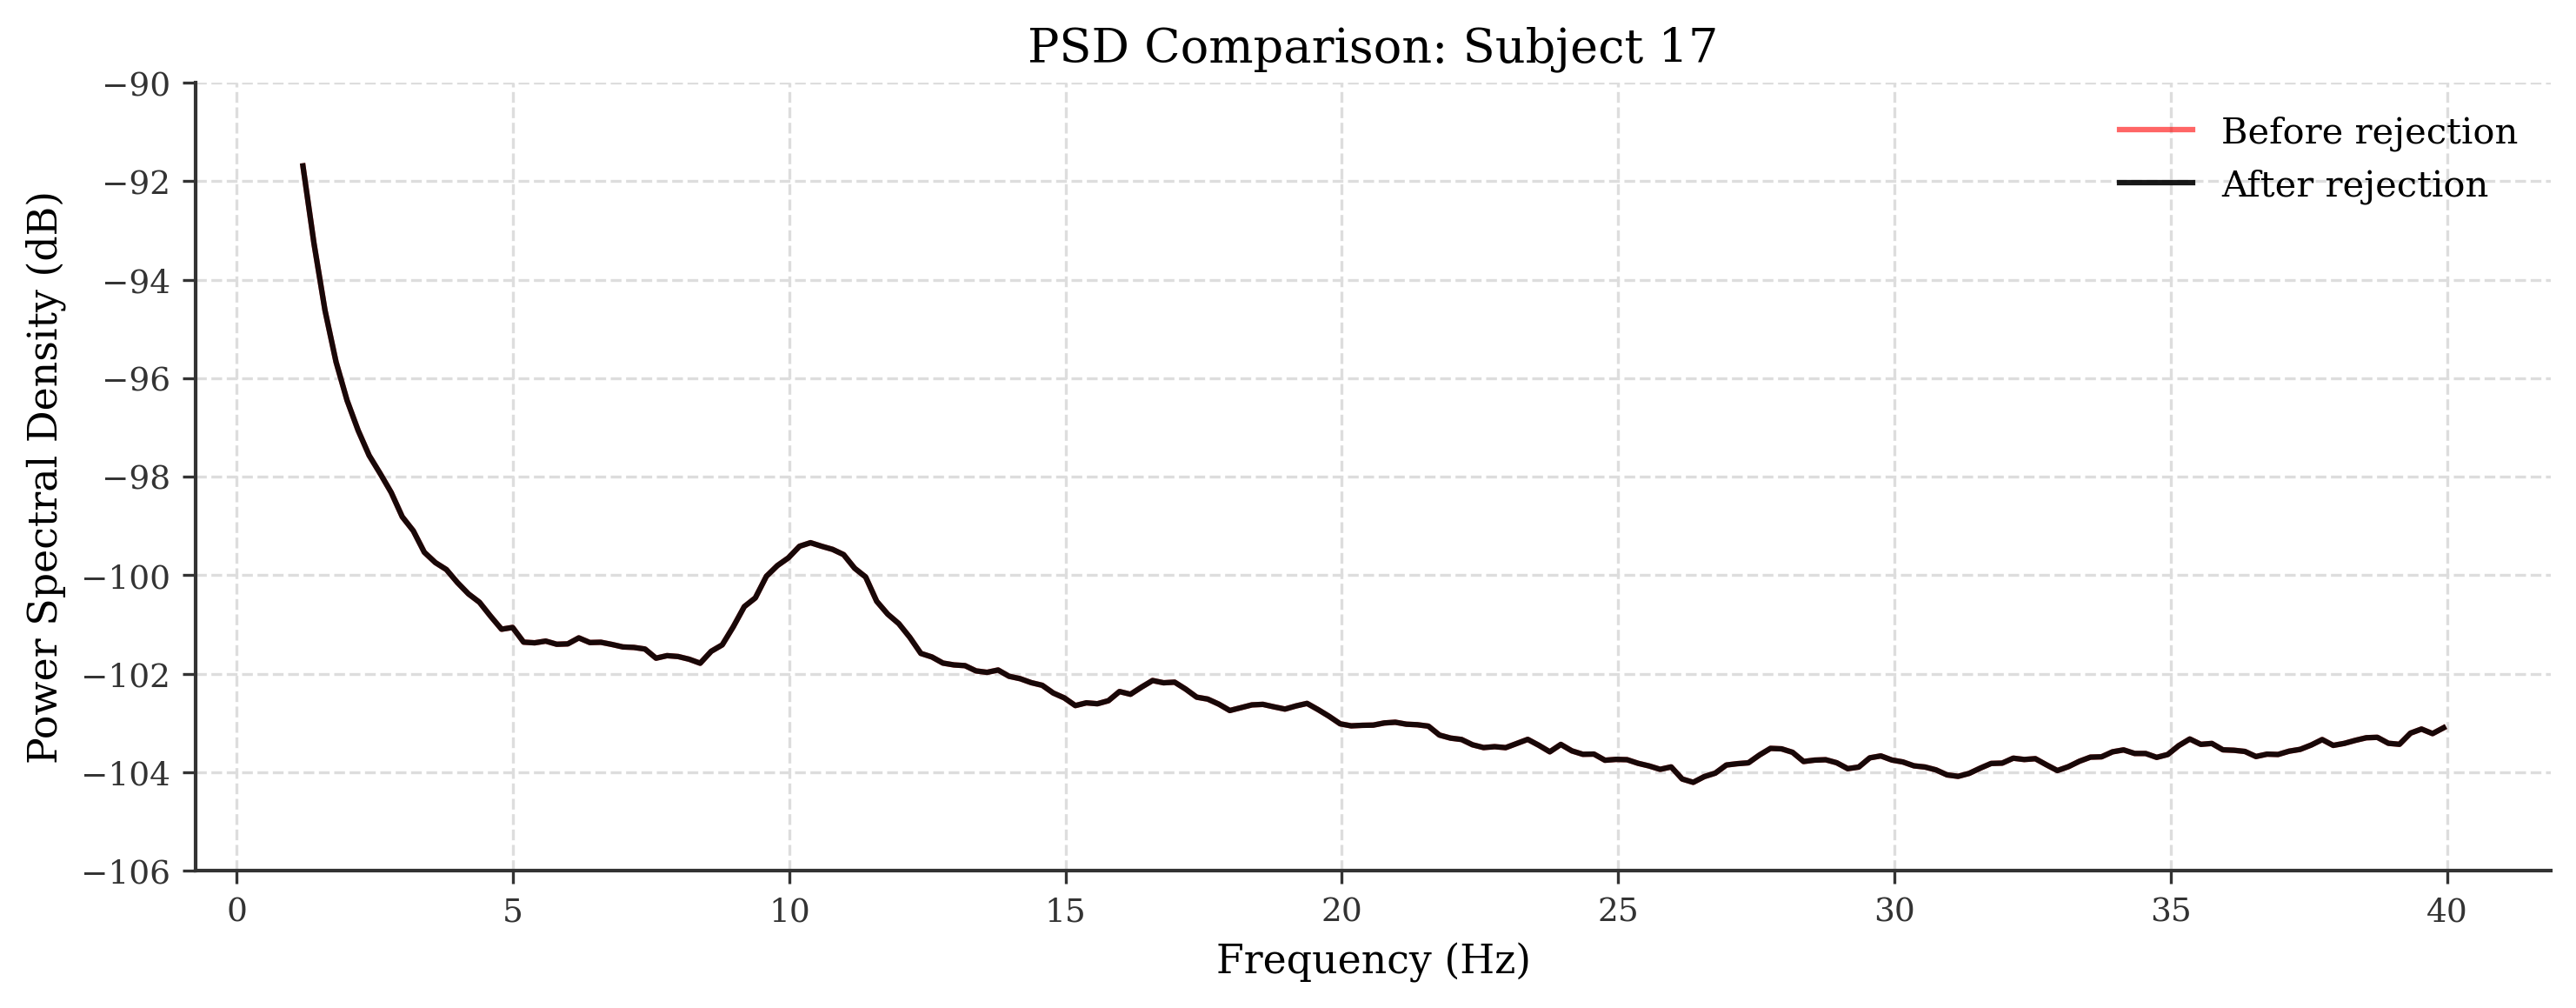 PSD Comparison: Subject 17
Power Spectral Density (dB)
−90
−92
−94
−96
−98
−100
−102
−104
−106
Before rejection
After rejection
0 5 10 15 20 25 30 35 40
Frequency (Hz)